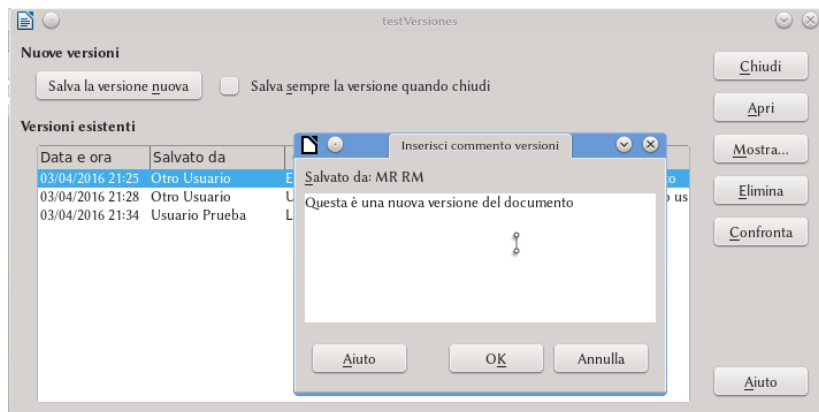 testVersiones
Nuove versioni
Salva la versione nuova
Salva sempre la versione quando chiudi
Versioni esistenti
Data e ora Salvato da
03/04/2016 21:25 Otro Usuario
03/04/2016 21:28 Otro Usuario
03/04/2016 21:34 Usuario Prueba
Inserisci commento versioni
Salvato da: MR RM
Questa è una nuova versione del documento
Aiuto OK Annulla
Chiudi
Apri
Mostra...
Elimina
Confronta
Aiuto